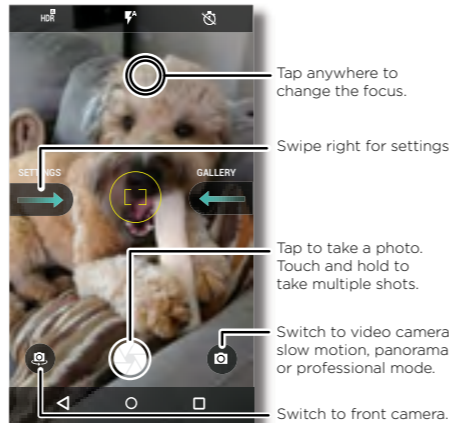 HDR
A
Tap anywhere to
change the focus.
Swipe right for settings
SETTINGS
GALLERY
Tap to take a photo.
Touch and hold to
take multiple shots.
Switch to video camera
slow motion, panorama
or professional mode.
Switch to front camera.